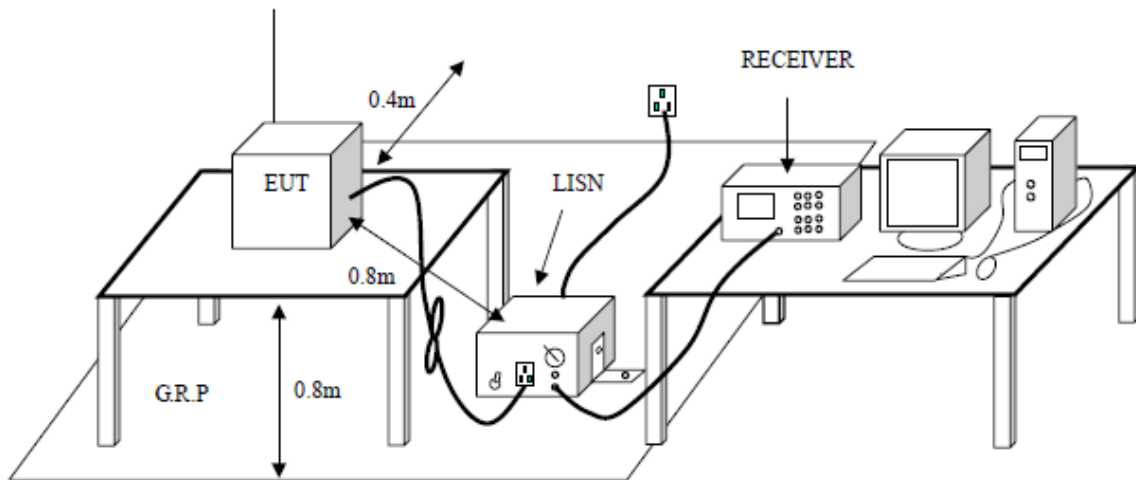 RECEIVER
0.4m
EUT
LISN
0.8m
G.R.P
0.8m